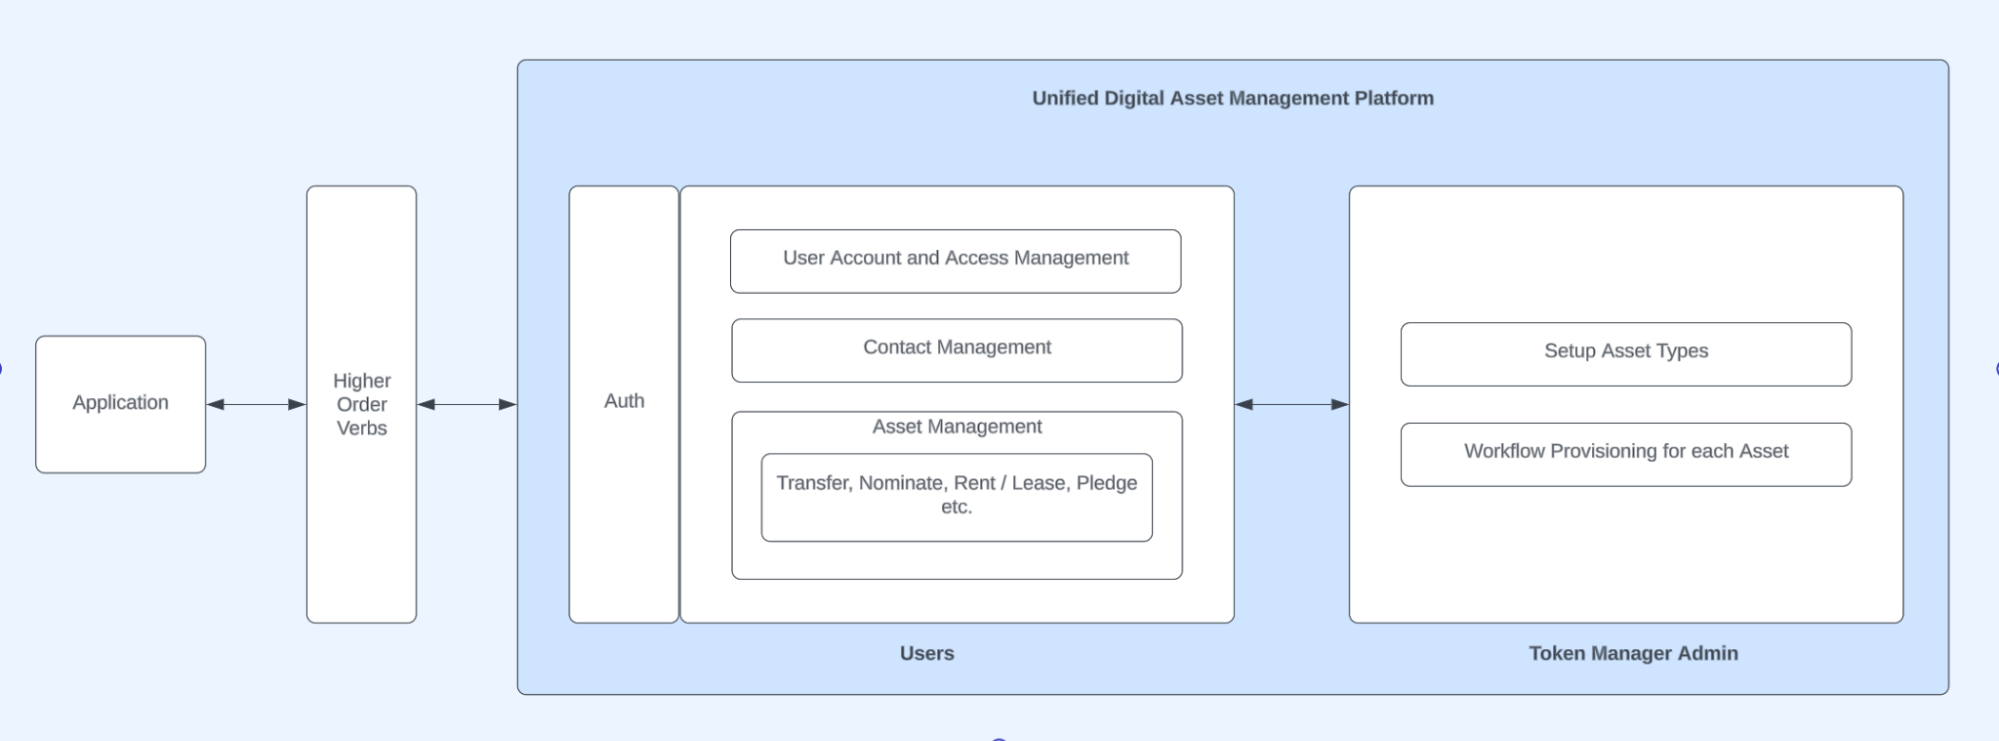 Unified Digital Asset Management Platform
Application
Higher
Order
Verbs
Auth
User Account and Access Management
Contact Management
Asset Management
Transfer, Nominate, Rent / Lease, Pledge
etc.
Users
Setup Asset Types
Workflow Provisioning for each Asset
Token Manager Admin